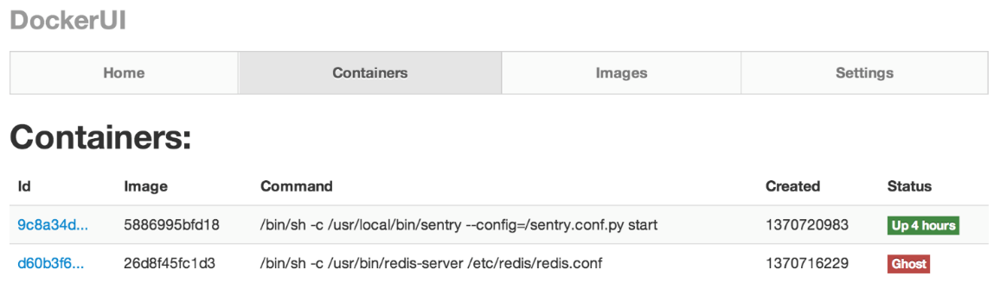 DockerUI
Home Containers Images Settings
Containers:
Id Image Command Created Status
9c8a34d... 5886995bfd18 /bin/sh -c /usr/local/bin/sentry --config=/sentry.conf.py start 1370720983 Up 4 hours
d60b3f6... 26d8f45fc1d3 /bin/sh -c /usr/bin/redis-server /etc/redis/redis.conf 1370716229 Ghost